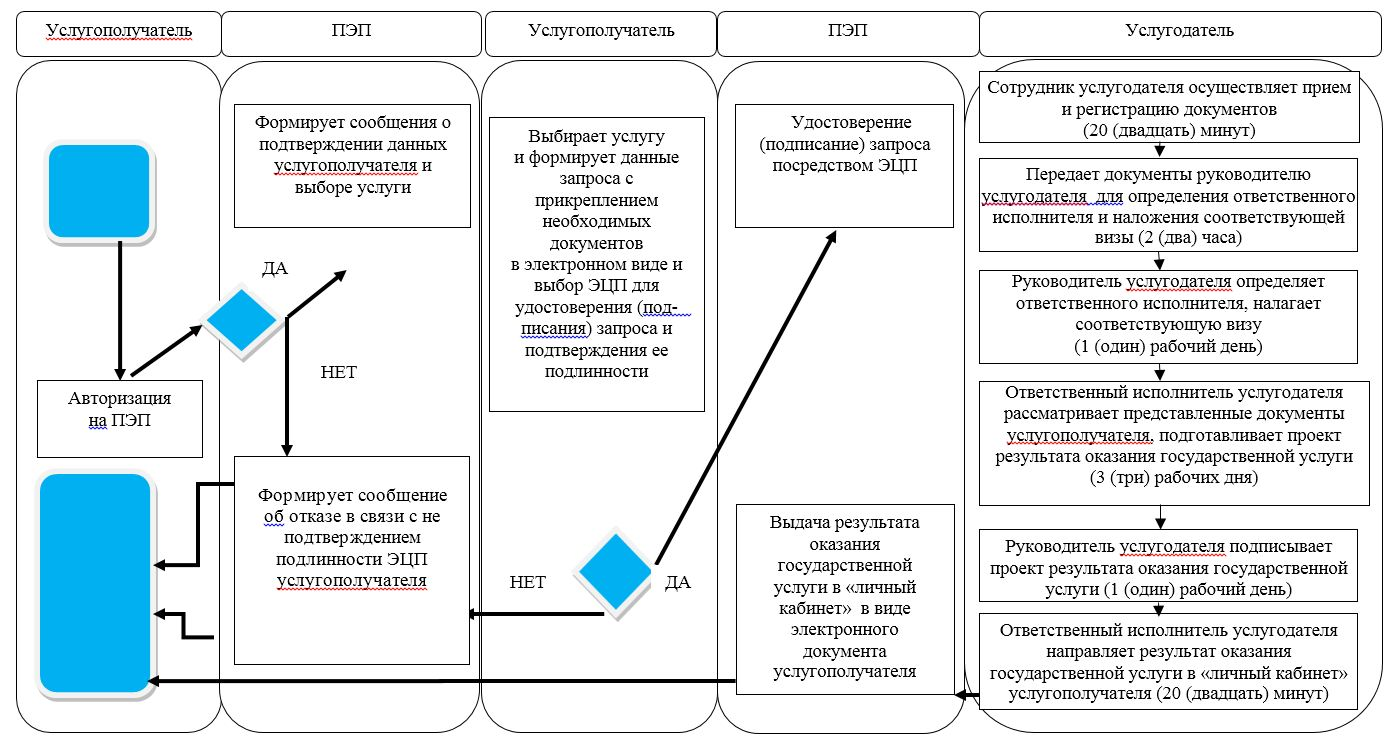 Услугополучатель
ПЭП
Услугополучатель
ПЭП
Услугодатель
Авторизация
на ПЭП
Формирует сообщения о
подтверждении данных
услугополучателя и
выборе услуги
ДА
НЕТ
Формирует сообщение
об отказе в связи с не
подтверждением
подлинности ЭЦП
услугополучателя
Выбирает услугу
и формирует данные
запроса с
прикреплением
необходимых
документов
в электронном виде и
выбор ЭЦП для
удостоверения (под-
писания) запроса и
подтверждения ее
подлинности
НЕТ
ДА
Удостоверение
(подписание) запроса
посредством ЭЦП
Выдача результата
оказания
государственной
услуги в «личный
кабинет» в виде
электронного
документа
услугополучателя
Сотрудник услугодателя осуществляет прием
и регистрацию документов
(20 (двадцать) минут)
Передает документы руководителю
услугодателя для определения ответственного
исполнителя и наложения соответствующей
визы (2 (два) часа)
Руководитель услугодателя определяет
ответственного исполнителя, налагает
соответствующую визу
(1 (один) рабочий день)
Ответственный исполнитель услугодателя
рассматривает представленные документы
услугополучателя, подготавливает проект
результата оказания государственной услуги
(3 (три) рабочих дня)
Руководитель услугодателя подписывает
проект результата оказания государственной
услуги (1 (один) рабочий день)
Ответственный исполнитель услугодателя
направляет результат оказания
государственной услуги в «личный кабинет»
услугополучателя (20 (двадцать) минут)